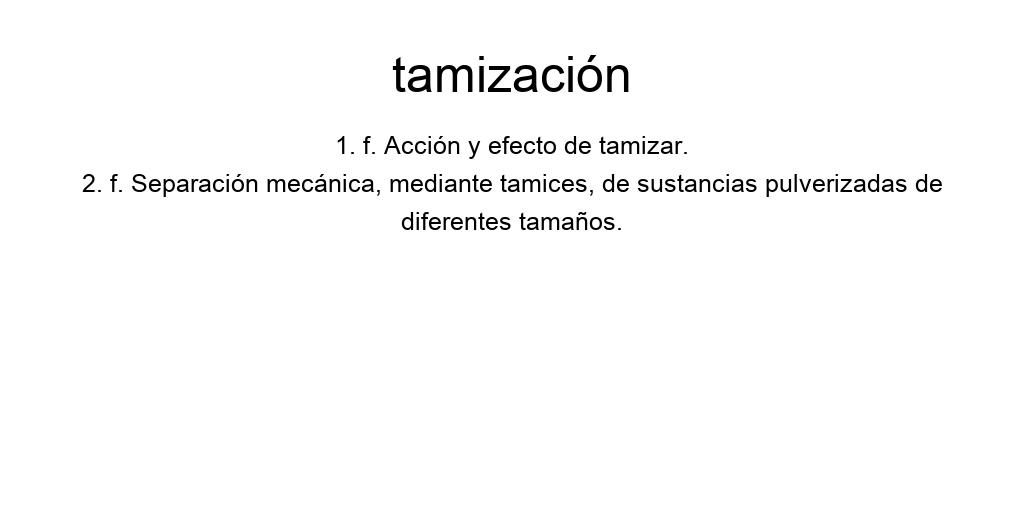 tamización
1. f. Acción y efecto de tamizar.
2. f. Separación mecánica, mediante tamices, de sustancias pulverizadas de
diferentes tamaños.